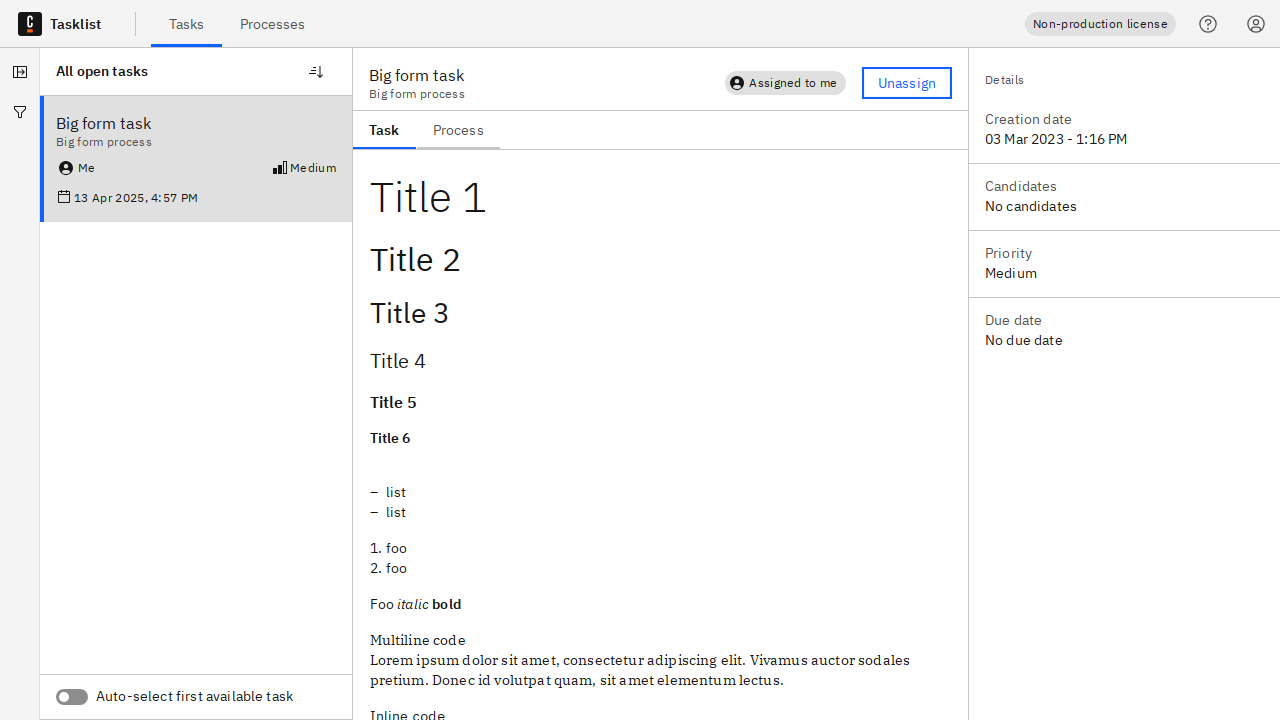 Tasklist
Tasks
Processes
Non-production license
All open tasks
Big form task
Big form process
Me
Medium
13 Apr 2025, 4:57 PM
Auto-select first available task
Big form task
Big form process
Assigned to me
Unassign
Task
Process
Title 1
Title 2
Title 3
Title 4
Title 5
Title 6
– list
– list
1. foo
2. foo
Foo italic bold
Multiline code
Lorem ipsum dolor sit amet, consectetur adipiscing elit. Vivamus auctor sodales
pretium. Donec id volutpat quam, sit amet elementum lectus.
Inline code
Details
Creation date
03 Mar 2023 - 1:16 PM
Candidates
No candidates
Priority
Medium
Due date
No due date